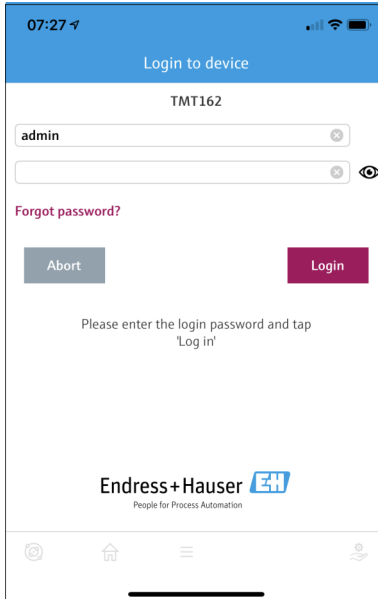 07:27
Login to device
TMT162
admin
Forgot password?
Abort
Login
Please enter the login password and tap
'Log in'
Endress+Hauser EH
People for Process Automation